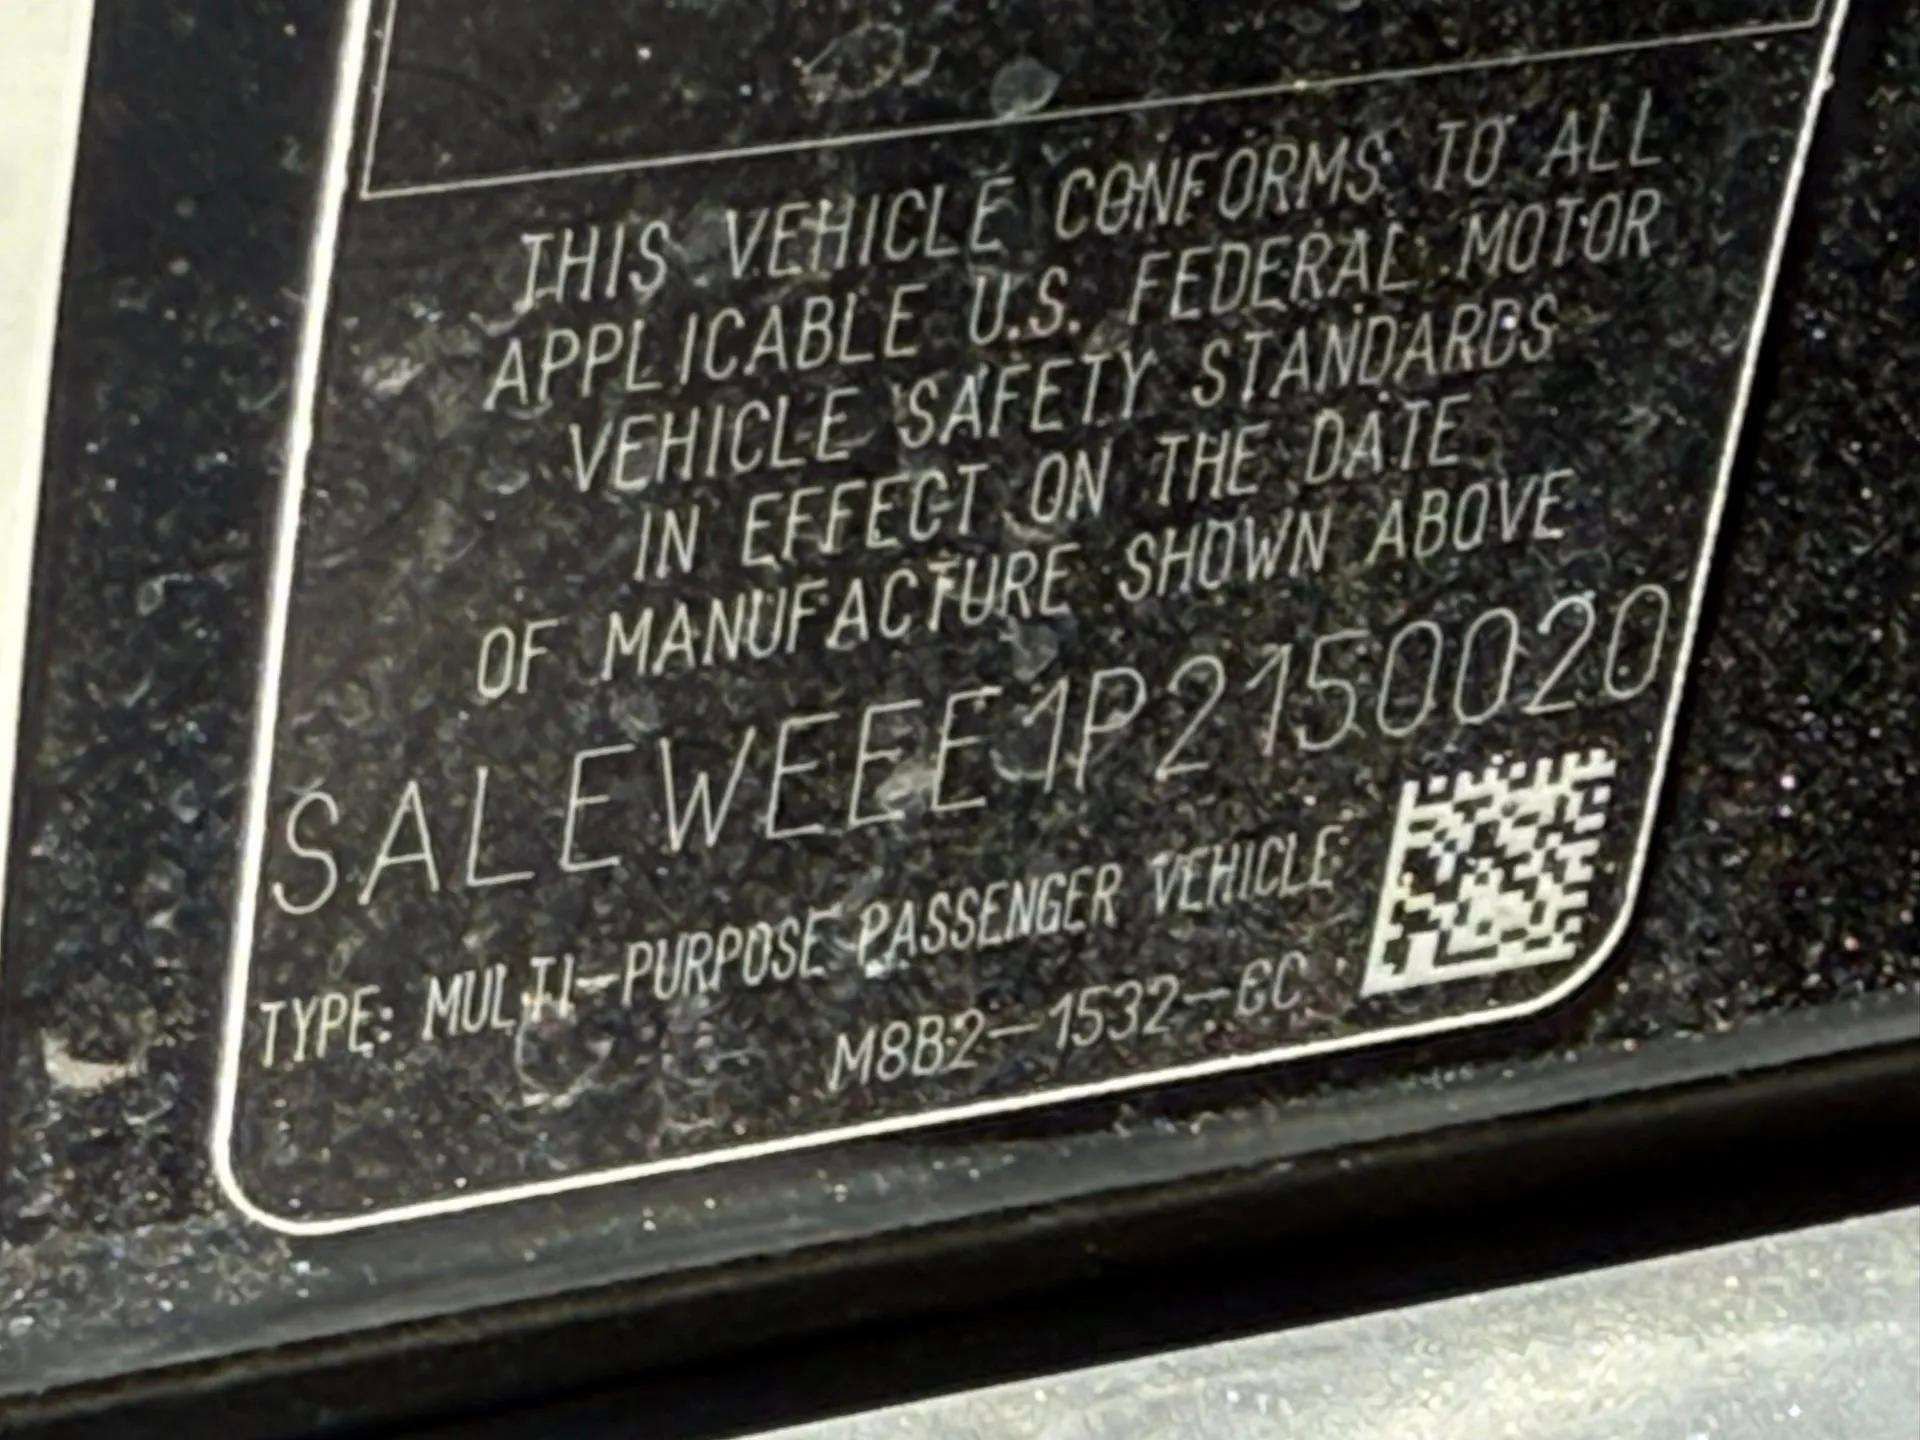 THIS VEHICLE CONFORMS TO ALL
APPLICABLE U.S. FEDERAL MOTOR
VEHICLE SAFETY STANDARDS
IN EFFECT ON THE DATE
OF MANUFACTURE SHOWN ABOVE
SALEWEEE1P2150020
TYPE: MULTI-PURPOSE PASSENGER VEHICLE
M8B2-1532-GC